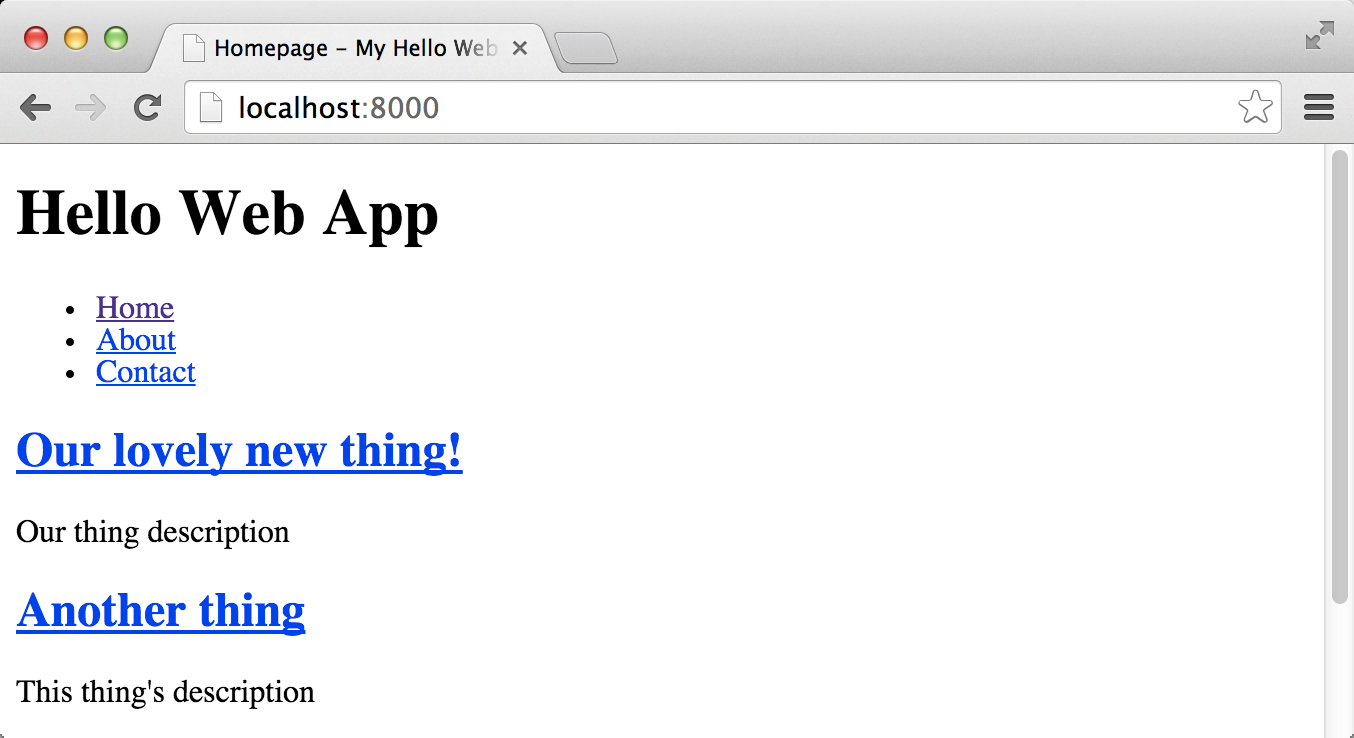 Homepage – My Hello Web
localhost:8000
Hello Web App
Home
About
Contact
Our lovely new thing!
Our thing description
Another thing
This thing's description